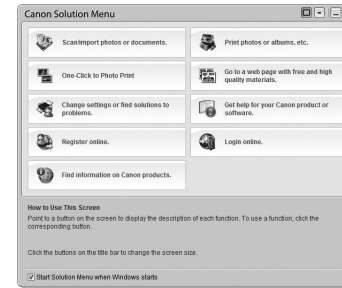 Canon Solution Menu
Scan/Import photos or documents.
Print photos or albums, etc.
One-Click to Photo Print
Go to a web page with free and high
quality materials.
Change settings or find solutions to
problems.
Get help for your Canon product or
software.
Register online.
Login online.
Find information on Canon products.
How to Use This Screen
Point to a button on the screen to display the description of each function. To use a function, click the
corresponding button.
Click the buttons on the title bar to change the screen size.
Start Solution Menu when Windows starts